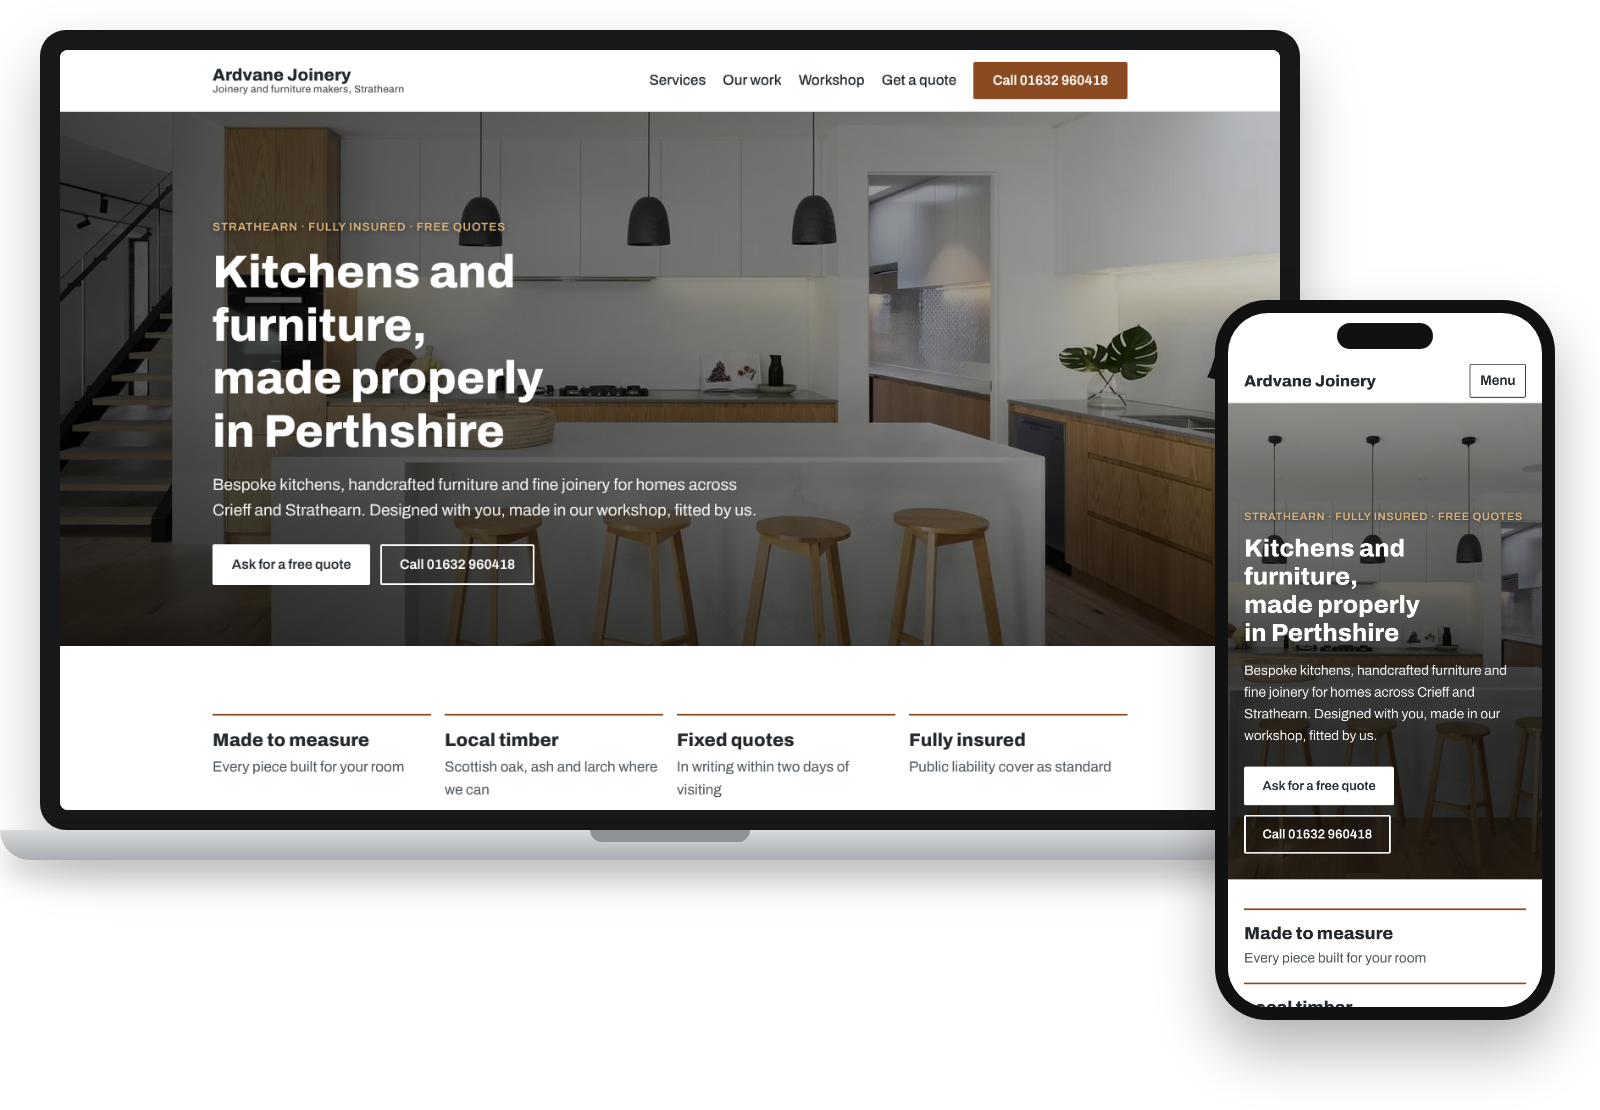 Ardvane Joinery
Joinery and furniture makers, Strathearn
Services
Our work
Workshop
Get a quote
Call 01632 960418
STRATHEARN · FULLY INSURED · FREE QUOTES
Kitchens and
furniture,
made properly
in Perthshire
Bespoke kitchens, handcrafted furniture and fine joinery for homes across
Crieff and Strathearn. Designed with you, made in our workshop, fitted by us.
Ask for a free quote
Call 01632 960418
Made to measure
Every piece built for your room
Local timber
Scottish oak, ash and larch where
we can
Fixed quotes
In writing within two days of
visiting
Fully insured
Public liability cover as standard
Ardvane Joinery
Menu
STRATHEARN · FULLY INSURED · FREE QUOTES
Kitchens and
furniture,
made properly
in Perthshire
Bespoke kitchens, handcrafted furniture and
fine joinery for homes across Crieff and
Strathearn. Designed with you, made in our
workshop, fitted by us.
Ask for a free quote
Call 01632 960418
Made to measure
Every piece built for your room
Local timber